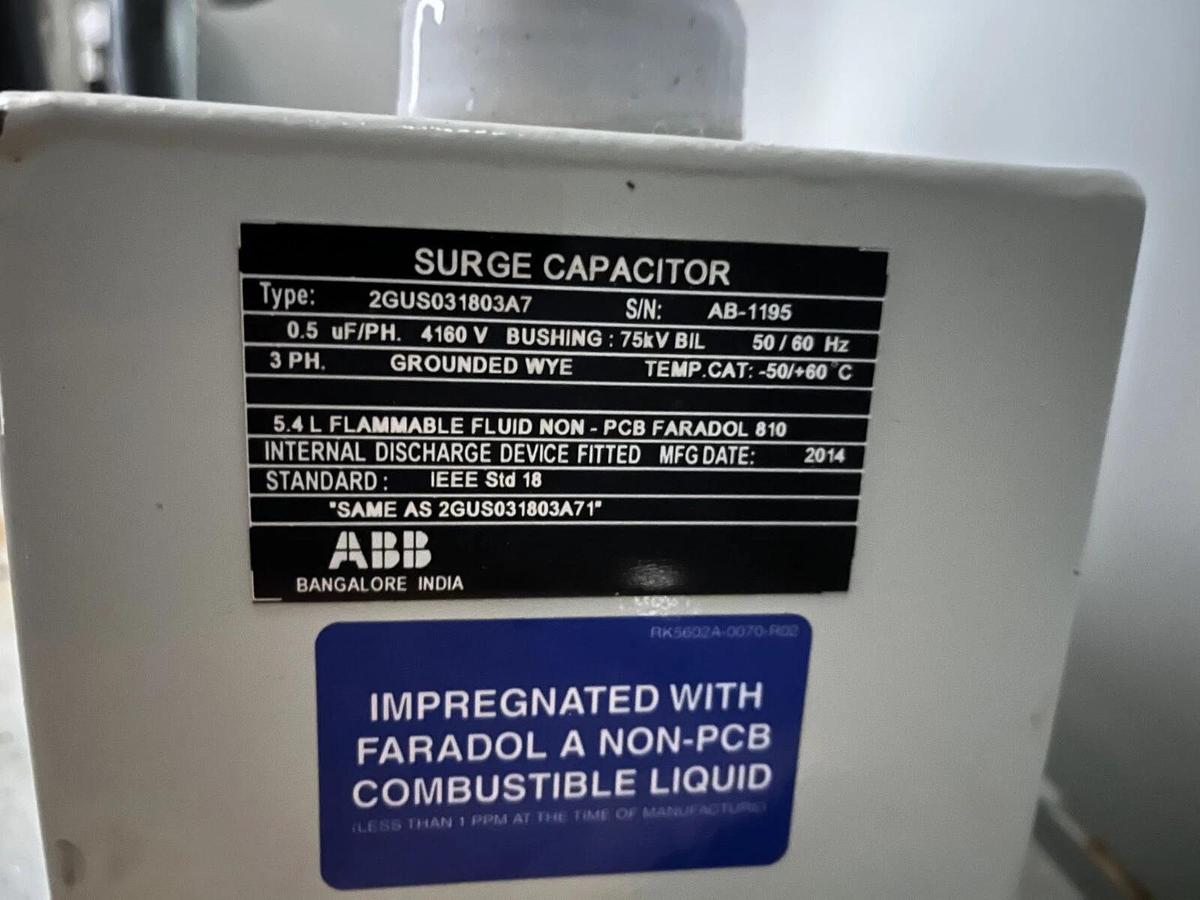 SURGE CAPACITOR
Type: 2GUS031803A7 S/N: AB-1195
0.5 uF/PH. 4160 V BUSHING : 75kV BIL 50 / 60 Hz
3 PH. GROUNDED WYE TEMP.CAT: -50/+60°C
5.4 L FLAMMABLE FLUID NON - PCB FARADOL 810
INTERNAL DISCHARGE DEVICE FITTED MFG DATE: 2014
STANDARD : IEEE Std 18
"SAME AS 2GUS031803A71"
ABB
BANGALORE INDIA
RK5602A-0070-R02
IMPREGNATED WITH
FARADOL A NON-PCB
COMBUSTIBLE LIQUID
(LESS THAN 1 PPM AT THE TIME OF MANUFACTURE)